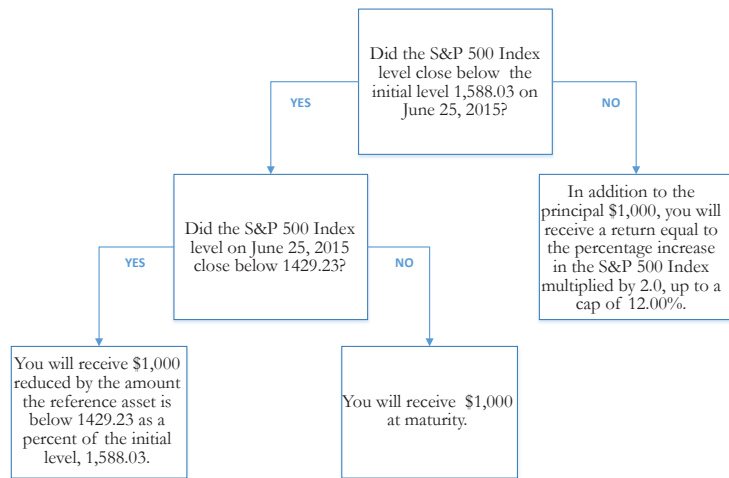 Did the S&P 500 Index
level close below the
initial level 1,588.03 on
June 25, 2015?
YES
NO
Did the S&P 500 Index
level on June 25, 2015
close below 1429.23?
In addition to the
principal $1,000, you will
receive a return equal to
the percentage increase
in the S&P 500 Index
multiplied by 2.0, up to a
cap of 12.00%.
YES
NO
You will receive $1,000
reduced by the amount
the reference asset is
below 1429.23 as a
percent of the initial
level, 1,588.03.
You will receive $1,000
at maturity.